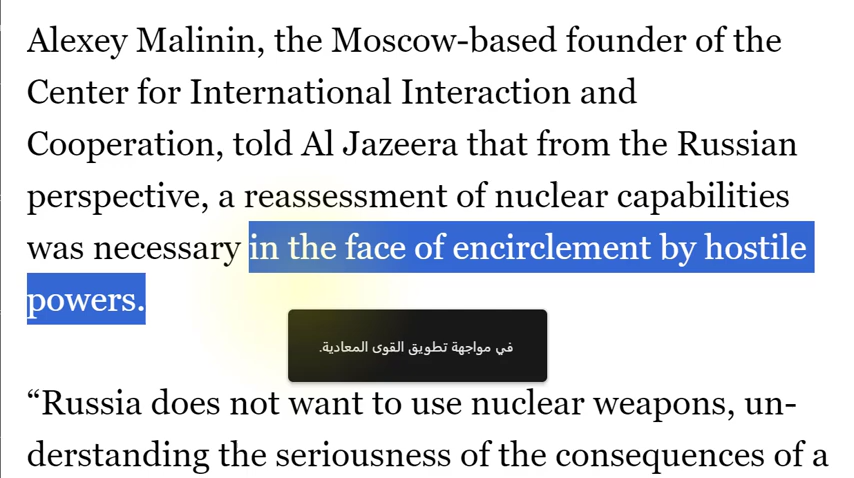 Alexey Malinin, the Moscow-based founder of the
Center for International Interaction and
Cooperation, told Al Jazeera that from the Russian
perspective, a reassessment of nuclear capabilities
was necessary in the face of encirclement by hostile
powers.
في مواجهة تطويق القوى المعادية.
“Russia does not want to use nuclear weapons, un-
derstanding the seriousness of the consequences of a